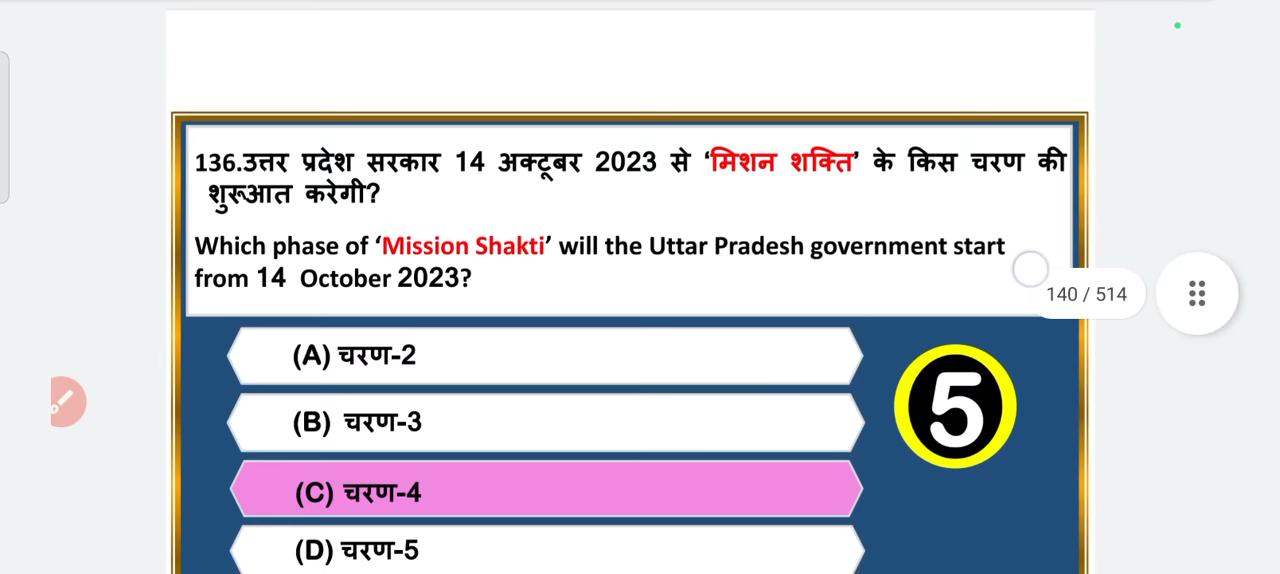 136.उत्तर प्रदेश सरकार 14 अक्टूबर 2023 से ‘मिशन शक्ति’ के किस चरण की
शुरूआत करेगी?
Which phase of ‘Mission Shakti’ will the Uttar Pradesh government start
from 14 October 2023?
140 / 514
(A) चरण-2
(B) चरण-3
5
(C) चरण-4
(D) चरण-5